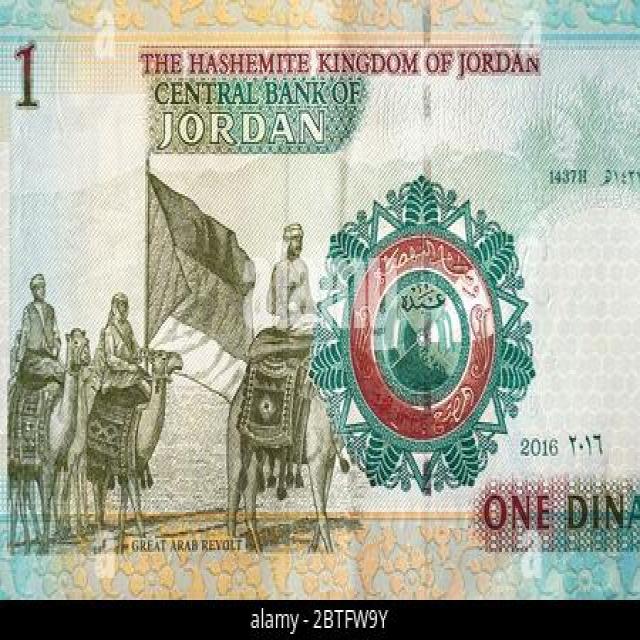 1
THE HASHEMITE KINGDOM OF JORDAN
CENTRAL BANK OF
JORDAN
1437H
2016 ٢٠١٦
ONE DINA
GREAT ARAB REVOLT
alamy
alamy - 2BTFW9Y